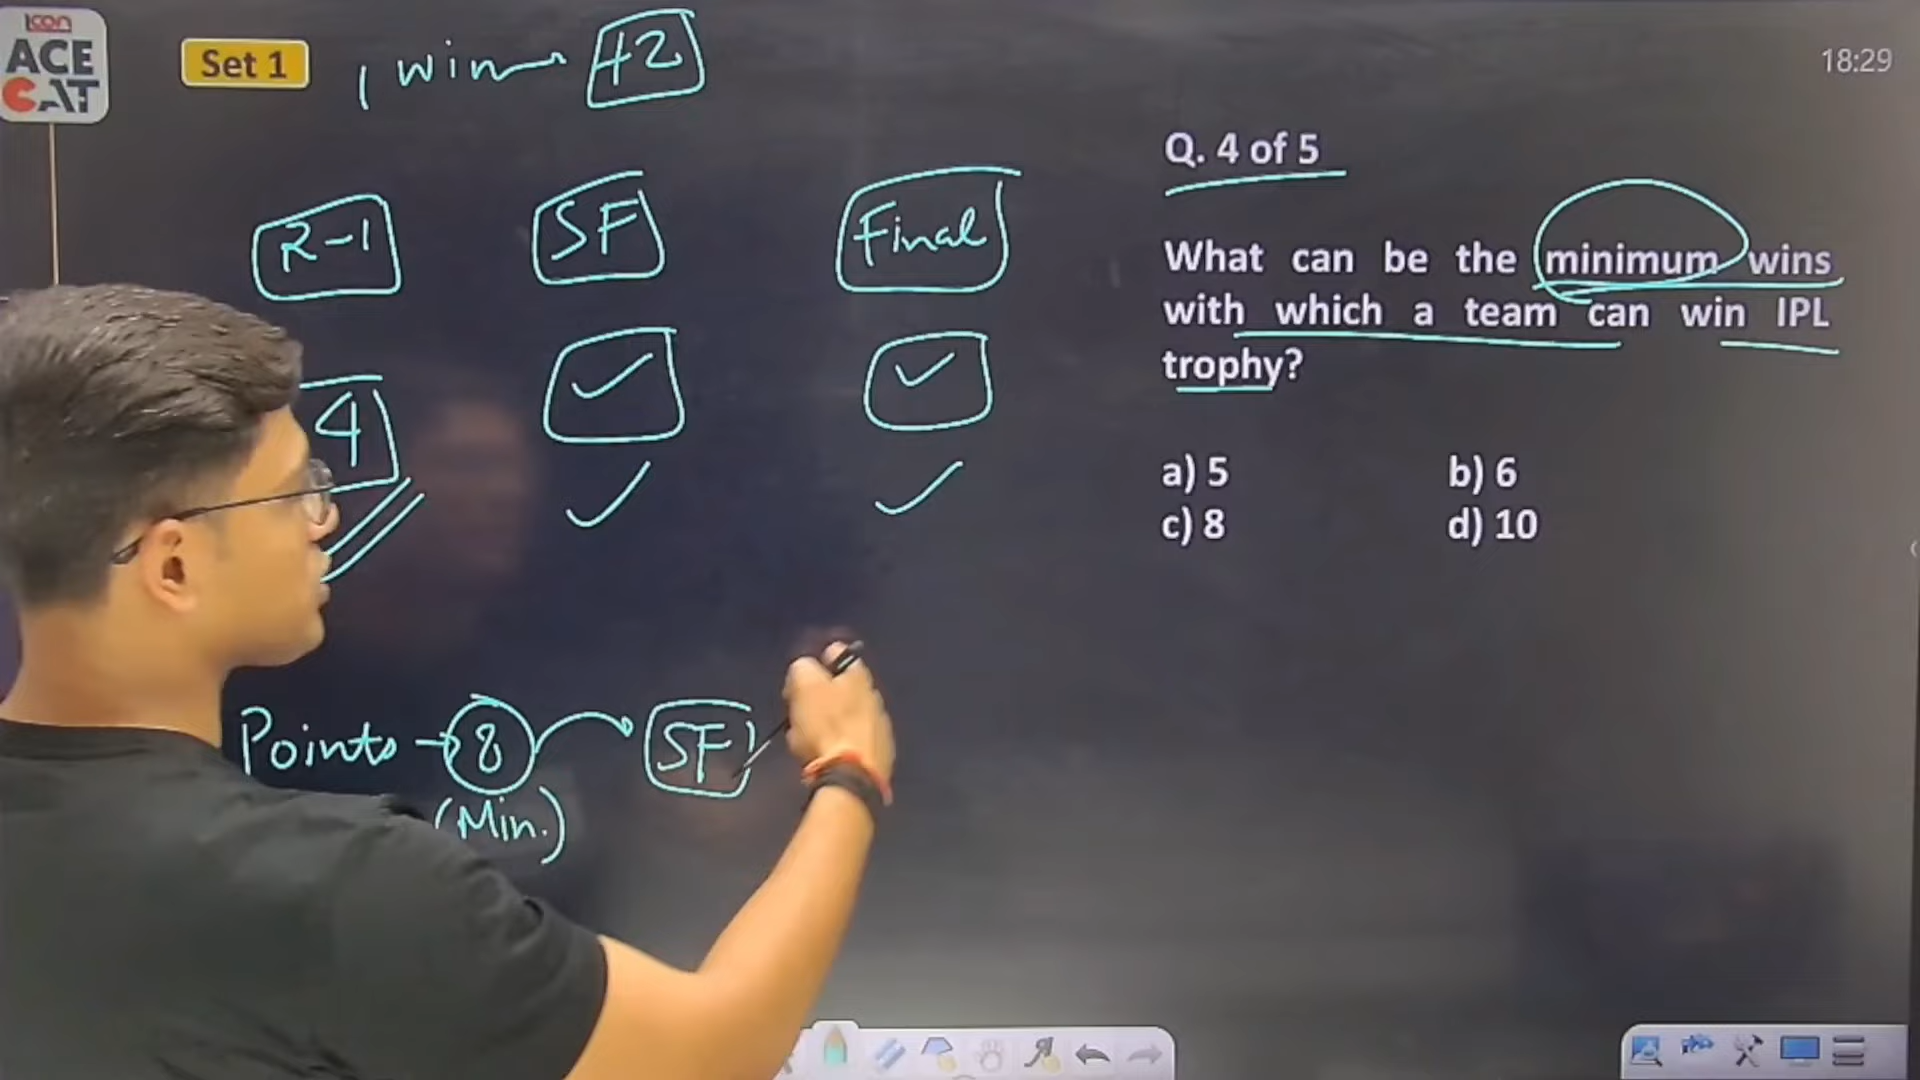 ICON
ACE
CAT
Set 1
1 win → +2
18:29
R-1
SF
Final
4
Points → 8
SF
(Min.)
Q. 4 of 5
What can be the minimum wins
with which a team can win IPL
trophy?
a) 5
b) 6
c) 8
d) 10